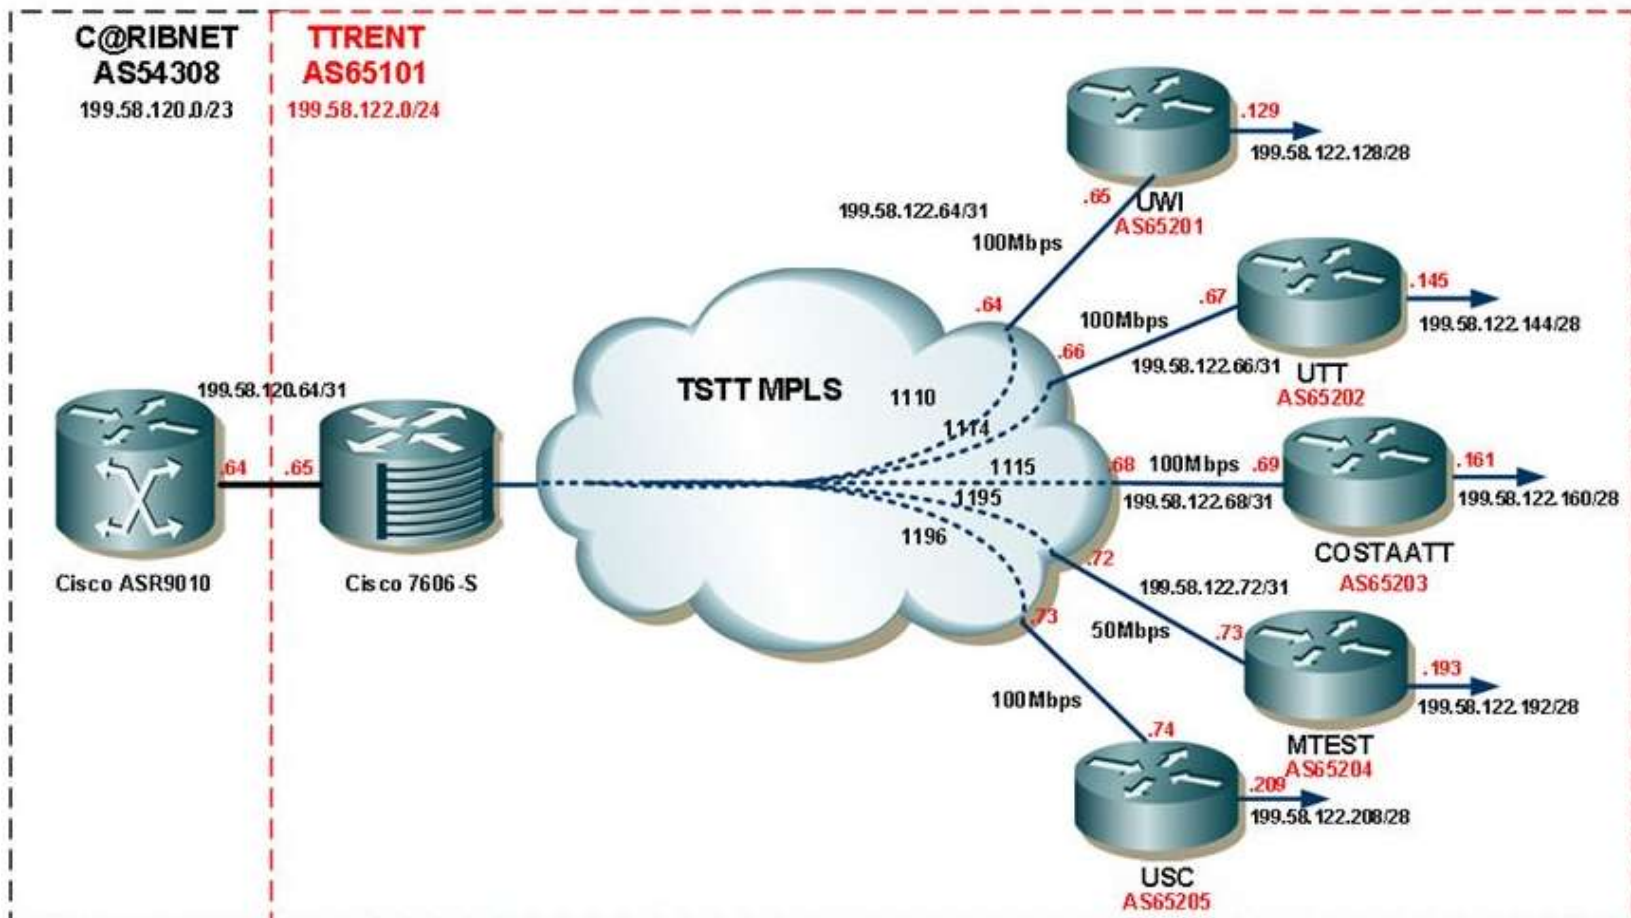 C@RIBNET
AS54308
199.58.120.0/23
TTRENT
AS65101
199.58.122.0/24
.129
199.58.122.128/28
.65
UWI
AS65201
199.58.122.64/31
100Mbps
.64
.145
199.58.122.144/28
.67
100Mbps
.66
199.58.122.66/31
UTT
AS65202
TSTT MPLS
1110
1114
1115
1195
1196
199.58.120.64/31
.64
.65
Cisco ASR9010
Cisco 7606-S
.68
100Mbps
.69
199.58.122.68/31
.161
199.58.122.160/28
COSTAATT
AS65203
.72
199.58.122.72/31
50Mbps
.73
.193
199.58.122.192/28
MTEST
AS65204
.73
100Mbps
.74
.209
199.58.122.208/28
USC
AS65205